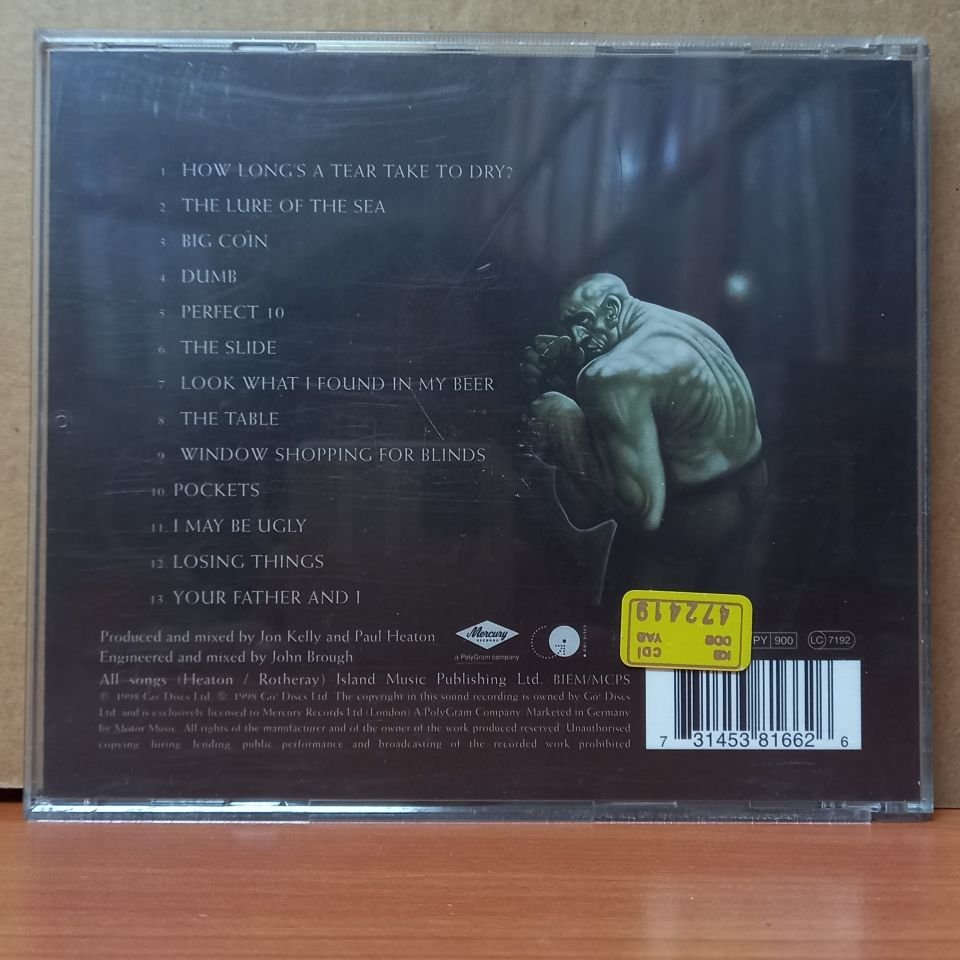 1. HOW LONG'S A TEAR TAKE TO DRY?
2. THE LURE OF THE SEA
3. BIG COIN
4. DUMB
5. PERFECT 10
6. THE SLIDE
7. LOOK WHAT I FOUND IN MY BEER
8. THE TABLE
9. WINDOW SHOPPING FOR BLINDS
10. POCKETS
11. I MAY BE UGLY
12. LOSING THINGS
13. YOUR FATHER AND I
Produced and mixed by Jon Kelly and Paul Heaton
Engineered and mixed by John Brough
All songs (Heaton / Rotheray) Island Music Publishing Ltd. BIEM/MCPS
℗ 1998 Go! Discs Ltd. © 1998 Go! Discs Ltd. The copyright in this sound recording is owned by Go! Discs
Ltd. and is exclusively licensed to Mercury Records Ltd (London) A PolyGram Company. Marketed in Germany
by Motor Music. All rights of the manufacturer and of the owner of the work produced reserved. Unauthorised
copying, hiring, lending, public performance and broadcasting of the recorded work prohibited
Mercury
RECORDS
a PolyGram company
472419
DDS
YAB
CDI
PY 900
LC 7192
7 31453 81662 6